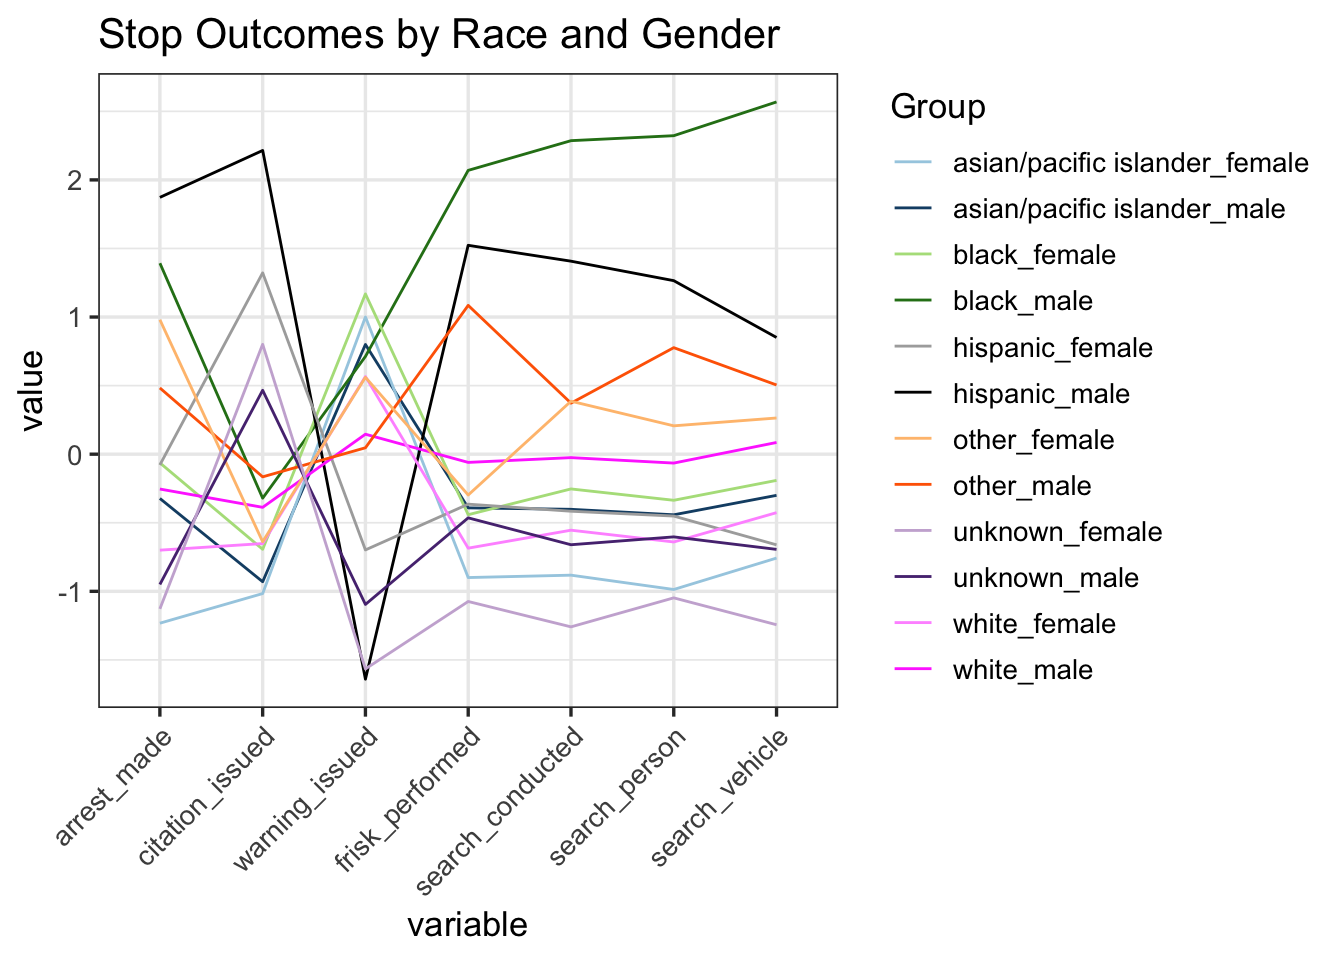 Stop Outcomes by Race and Gender
value
2
1
0
-1
arrest_made
citation_issued
warning_issued
frisk_performed
search_conducted
search_person
search_vehicle
variable
Group
asian/pacific islander_female
asian/pacific islander_male
black_female
black_male
hispanic_female
hispanic_male
other_female
other_male
unknown_female
unknown_male
white_female
white_male